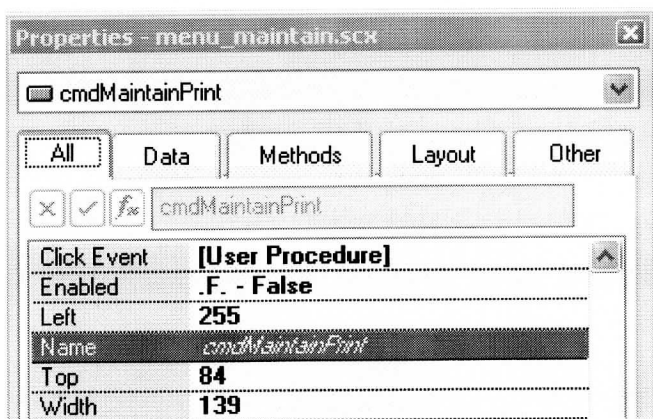 Properties - menu_maintain.scx
cmdMaintainPrint
All Data Methods Layout Other
fx cmdMaintainPrint
Click Event [User Procedure]
Enabled .F. - False
Left 255
Name cmdMaintainPrint
Top 84
Width 139